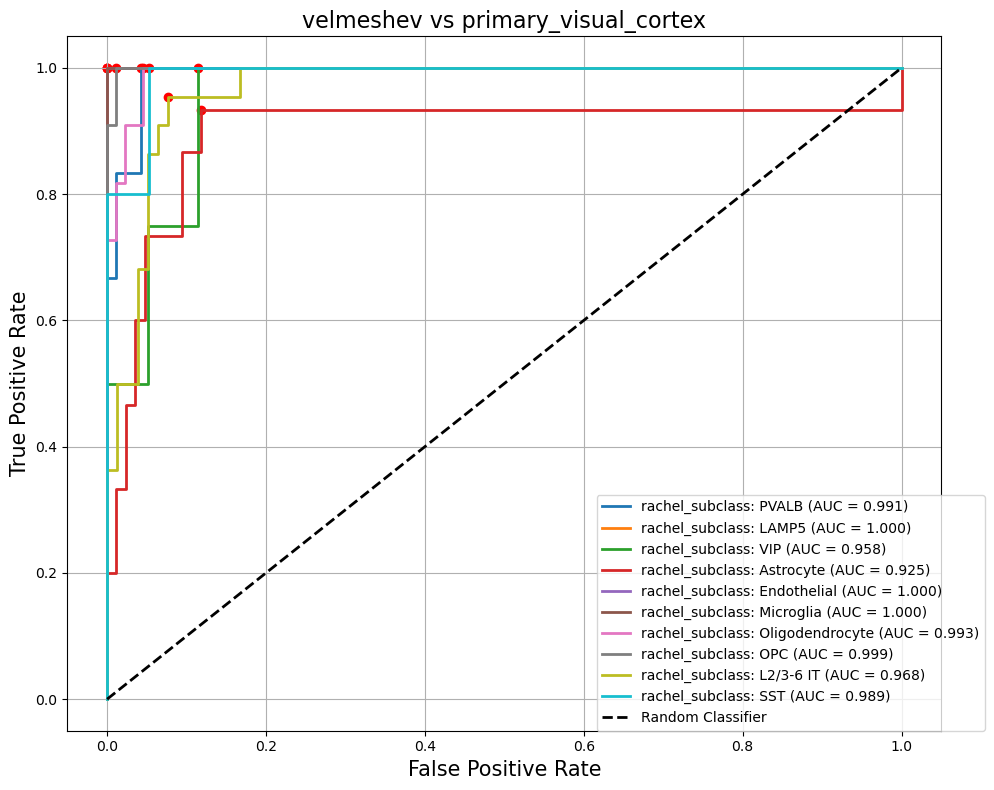 velmeshev vs primary_visual_cortex
True Positive Rate
1.0
0.8
0.6
0.4
0.2
0.0
rachel_subclass: PVALB (AUC = 0.991)
rachel_subclass: LAMP5 (AUC = 1.000)
rachel_subclass: VIP (AUC = 0.958)
rachel_subclass: Astrocyte (AUC = 0.925)
rachel_subclass: Endothelial (AUC = 1.000)
rachel_subclass: Microglia (AUC = 1.000)
rachel_subclass: Oligodendrocyte (AUC = 0.993)
rachel_subclass: OPC (AUC = 0.999)
rachel_subclass: L2/3-6 IT (AUC = 0.968)
rachel_subclass: SST (AUC = 0.989)
Random Classifier
0.0 0.2 0.4 0.6 0.8 1.0
False Positive Rate